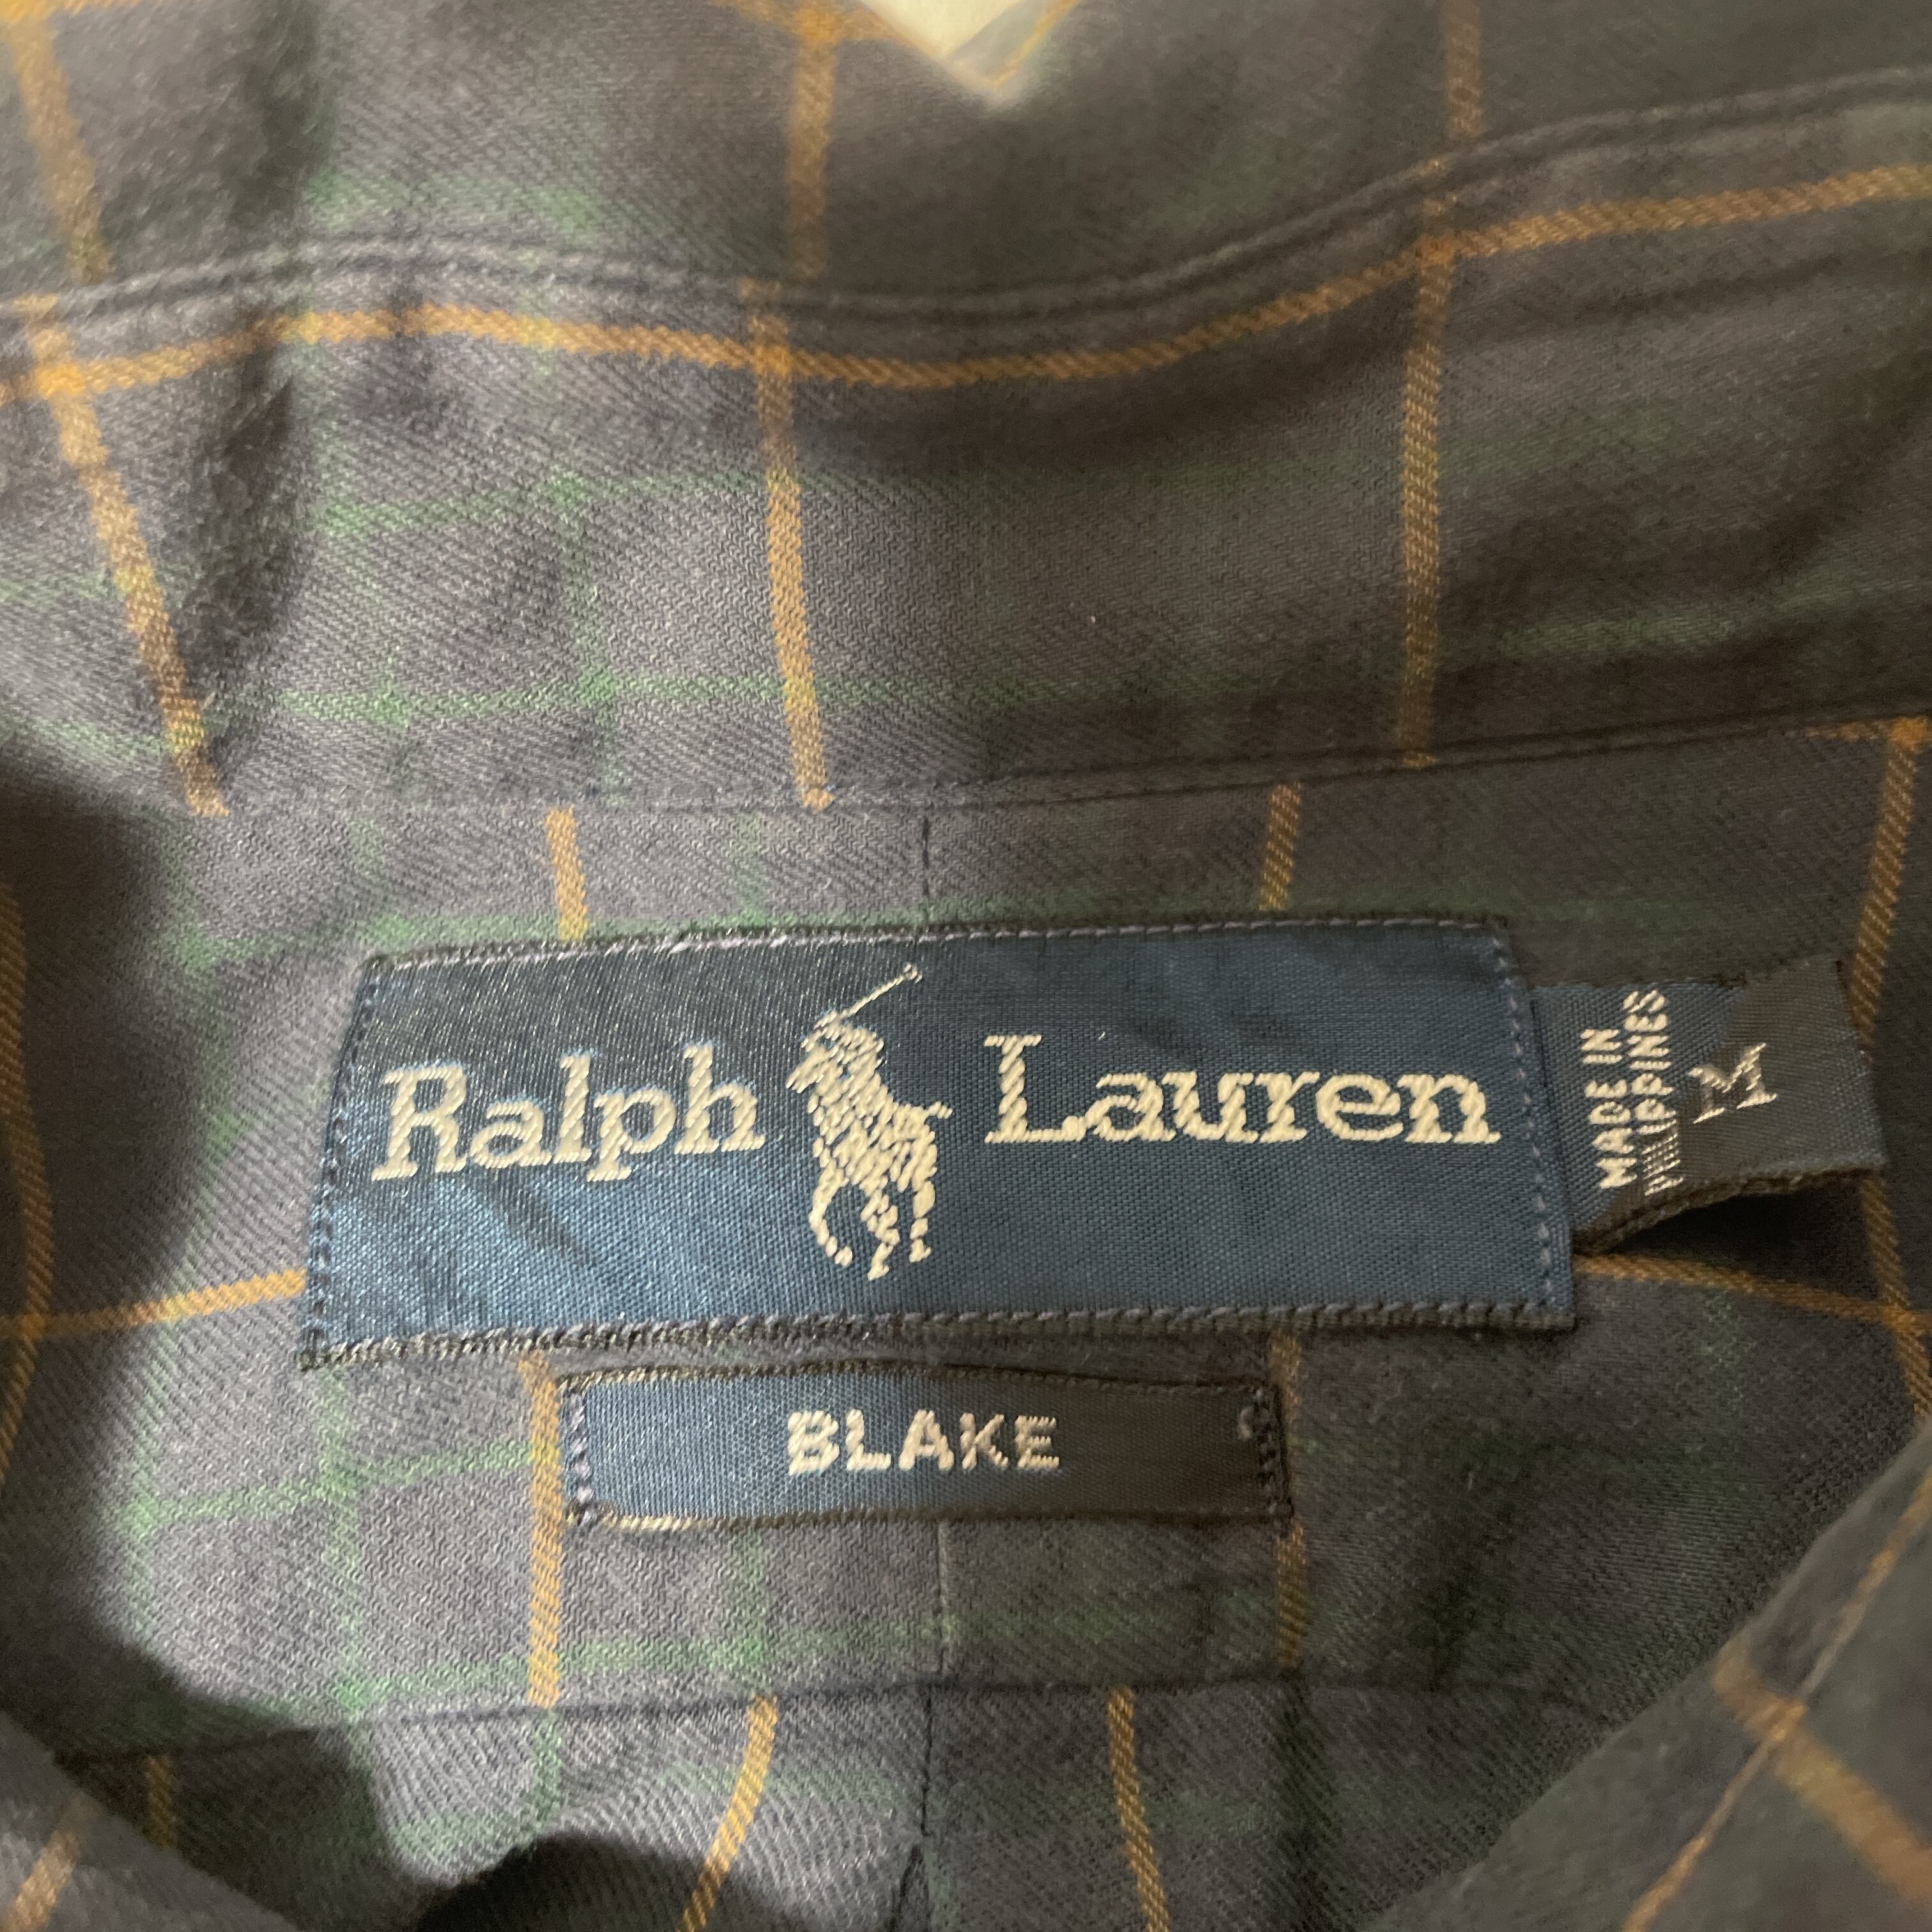 Ralph Lauren
MADE IN
PHILIPPINES
M
BLAKE